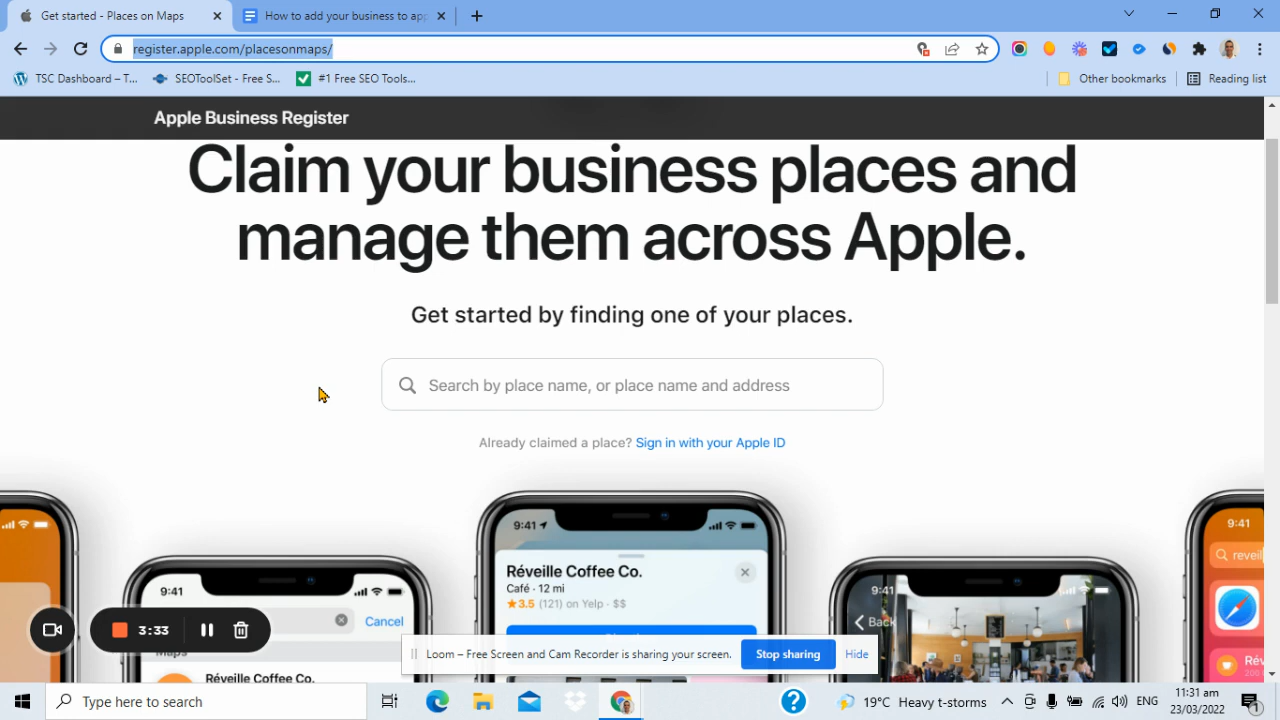 Get started - Places on Maps
How to add your business to app
register.apple.com/placesonmaps/
TSC Dashboard – T...
SEOToolSet - Free S...
#1 Free SEO Tools...
Other bookmarks
Reading list
Apple Business Register
Claim your business places and
manage them across Apple.
Get started by finding one of your places.
Search by place name, or place name and address
Already claimed a place? Sign in with your Apple ID
9:41
9:41
9:41
9:41
Réveille Coffee Co.
Café · 12 mi
3.5 (121) on Yelp · $$
Cancel
Back
reveil
3:33
Maps
Réveille Coffee Co.
Loom – Free Screen and Cam Recorder is sharing your screen.
Stop sharing
Hide
Type here to search
19°C Heavy t-storms
ENG
11:31 am
23/03/2022